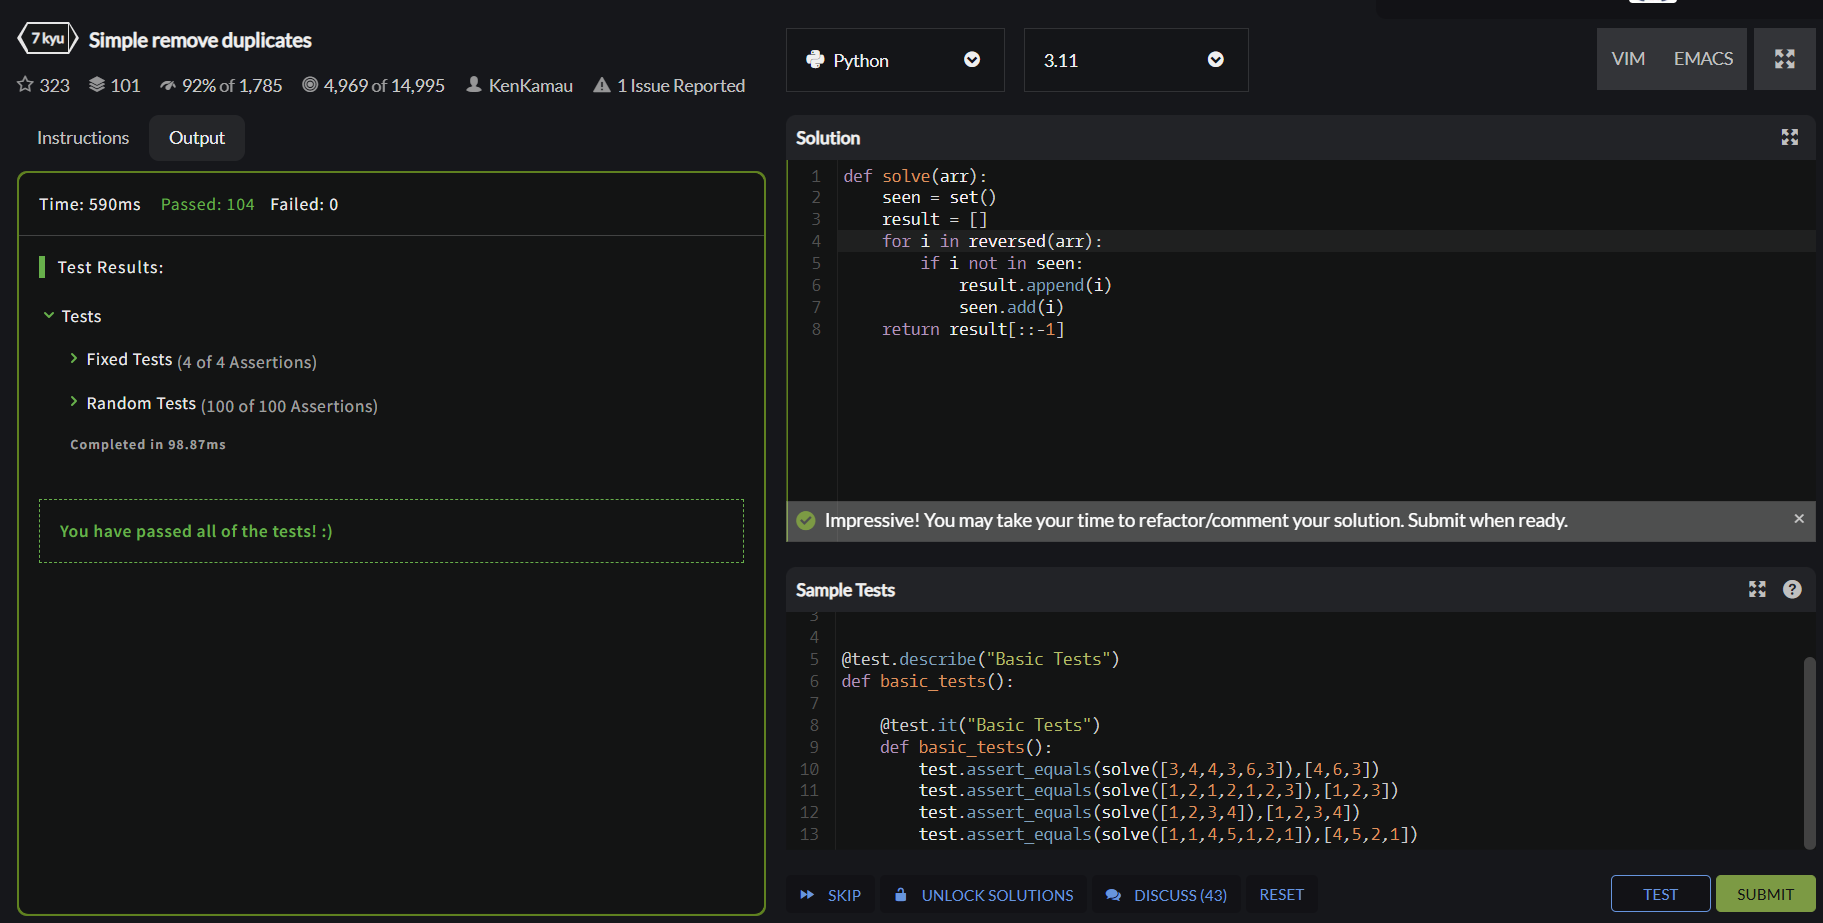 7 kyu Simple remove duplicates
323 101 92% of 1,785 4,969 of 14,995 KenKamau 1 Issue Reported
Instructions Output
Time: 590ms Passed: 104 Failed: 0
Test Results:
Tests
Fixed Tests (4 of 4 Assertions)
Random Tests (100 of 100 Assertions)
Completed in 98.87ms
You have passed all of the tests! :)
Python 3.11 VIM EMACS
Solution
1 def solve(arr):
2     seen = set()
3     result = []
4     for i in reversed(arr):
5         if i not in seen:
6             result.append(i)
7             seen.add(i)
8     return result[::-1]
Impressive! You may take your time to refactor/comment your solution. Submit when ready. ×
Sample Tests ?
3
4
5 @test.describe("Basic Tests")
6 def basic_tests():
7
8     @test.it("Basic Tests")
9     def basic_tests():
10         test.assert_equals(solve([3,4,4,3,6,3]),[4,6,3])
11         test.assert_equals(solve([1,2,1,2,1,2,3]),[1,2,3])
12         test.assert_equals(solve([1,2,3,4]),[1,2,3,4])
13         test.assert_equals(solve([1,1,4,5,1,2,1]),[4,5,2,1])
SKIP UNLOCK SOLUTIONS DISCUSS (43) RESET TEST SUBMIT